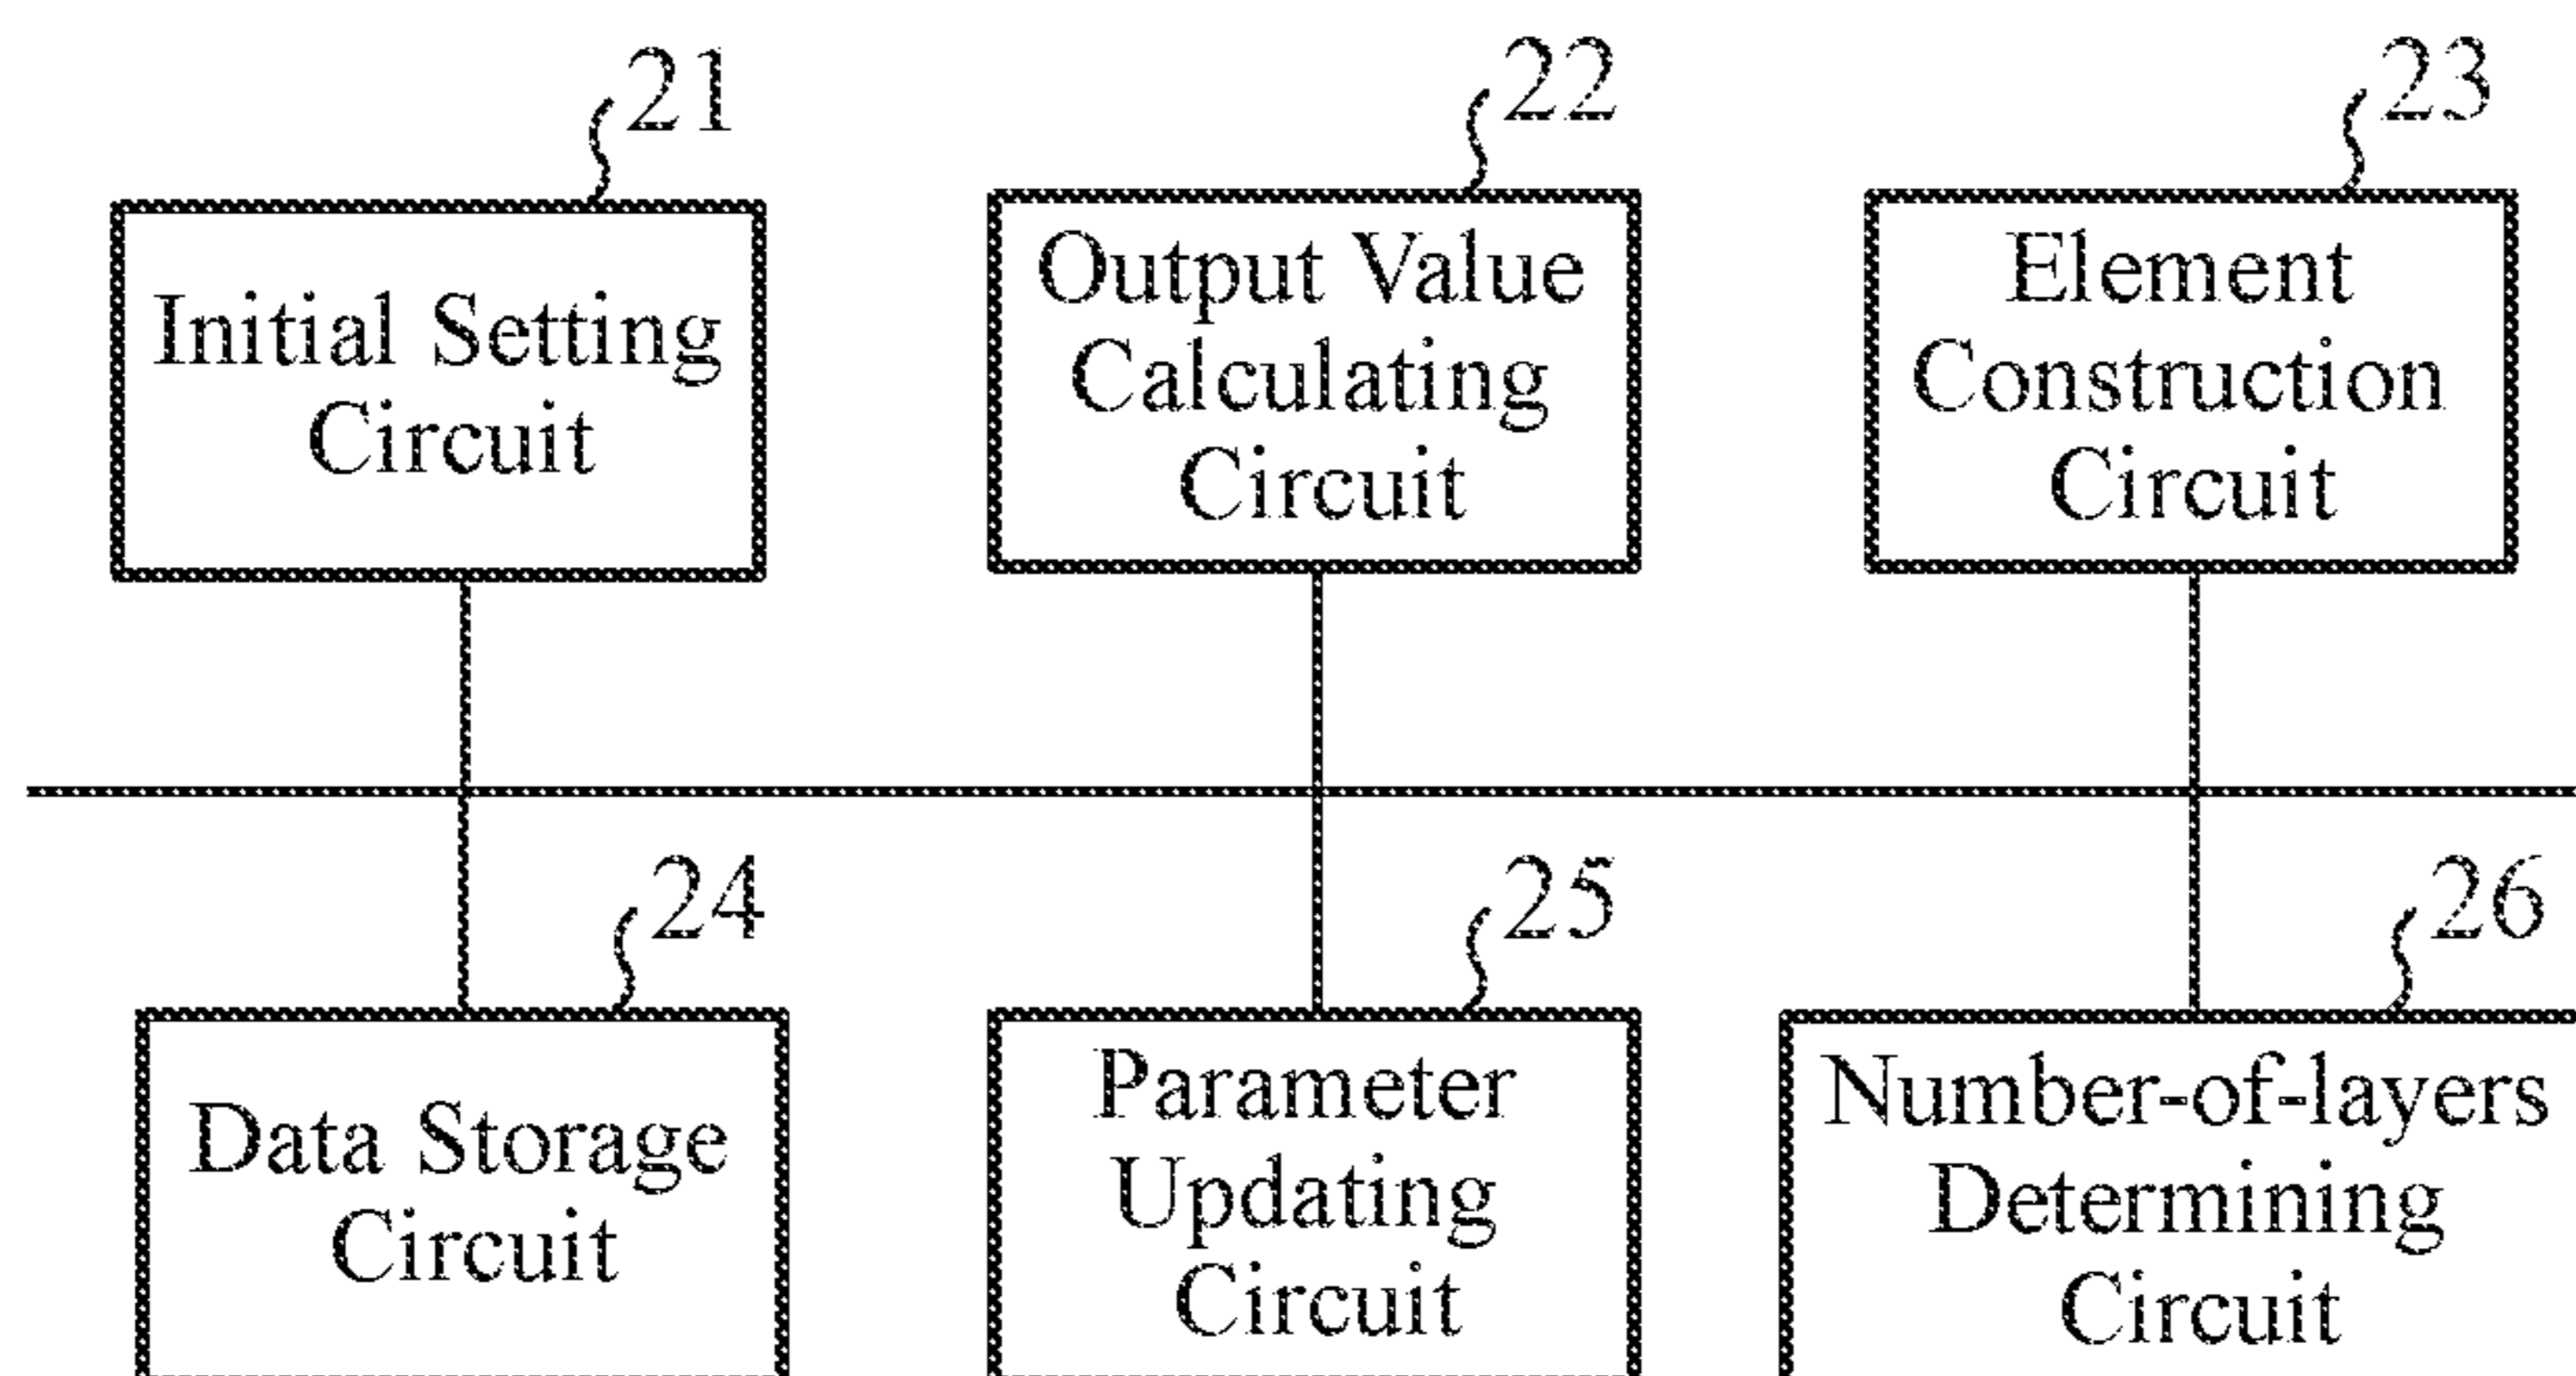 21
Initial Setting
Circuit
22
Output Value
Calculating
Circuit
23
Element
Construction
Circuit
24
Data Storage
Circuit
25
Parameter
Updating
Circuit
26
Number-of-layers
Determining
Circuit